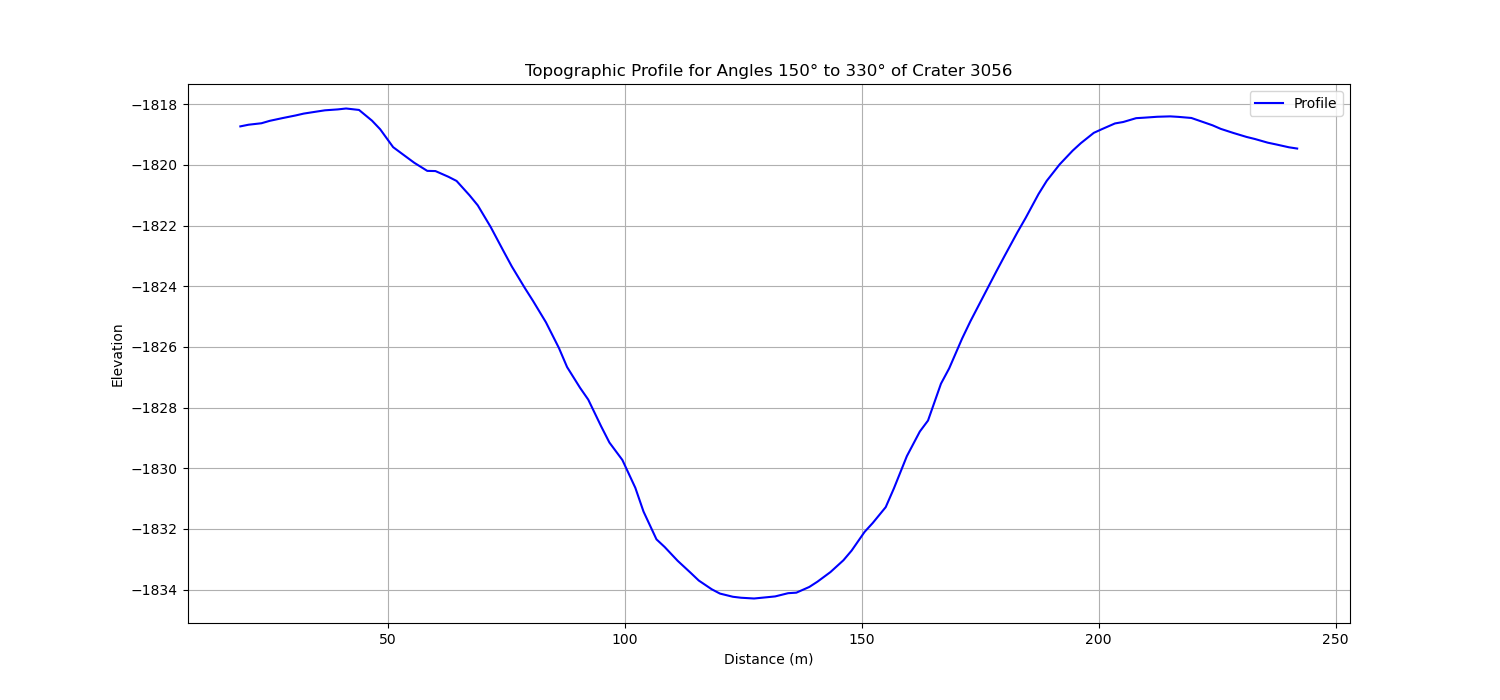 Topographic Profile for Angles 150° to 330° of Crater 3056
Profile
−1818
−1820
−1822
−1824
−1826
−1828
−1830
−1832
−1834
Elevation
50 100 150 200 250
Distance (m)